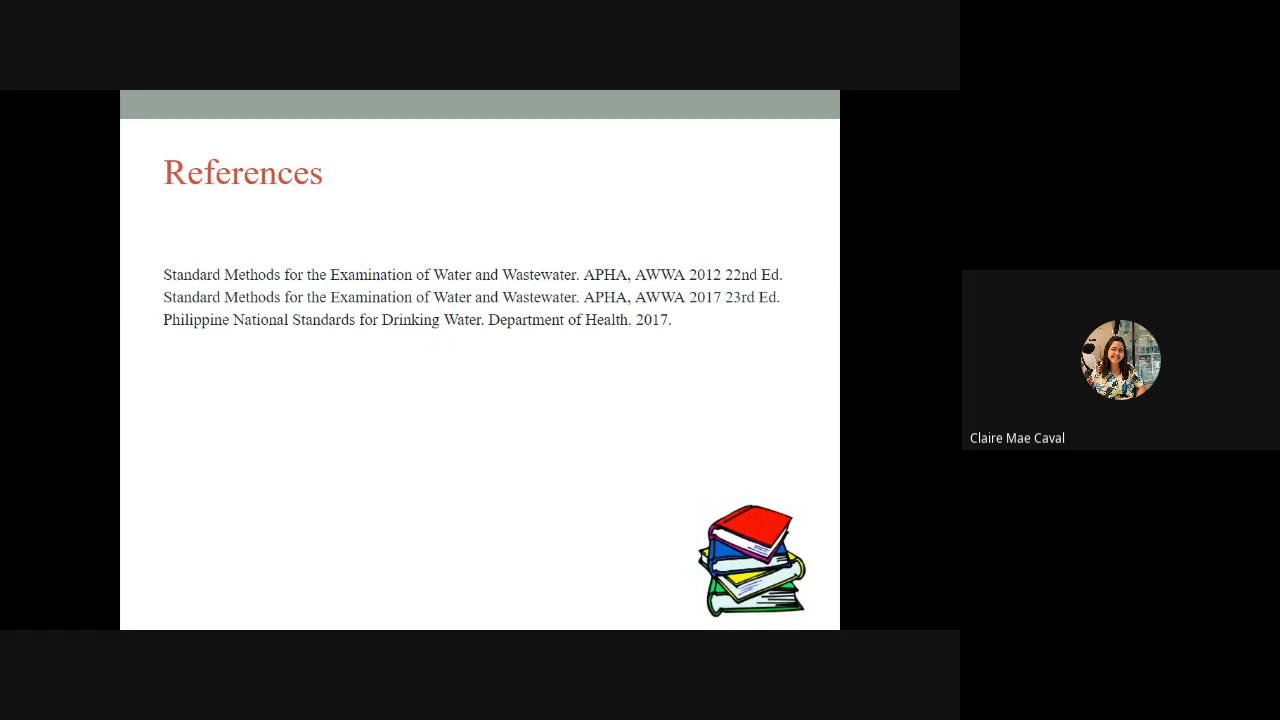 References
Standard Methods for the Examination of Water and Wastewater. APHA, AWWA 2012 22nd Ed.
Standard Methods for the Examination of Water and Wastewater. APHA, AWWA 2017 23rd Ed.
Philippine National Standards for Drinking Water. Department of Health. 2017.
Claire Mae Caval